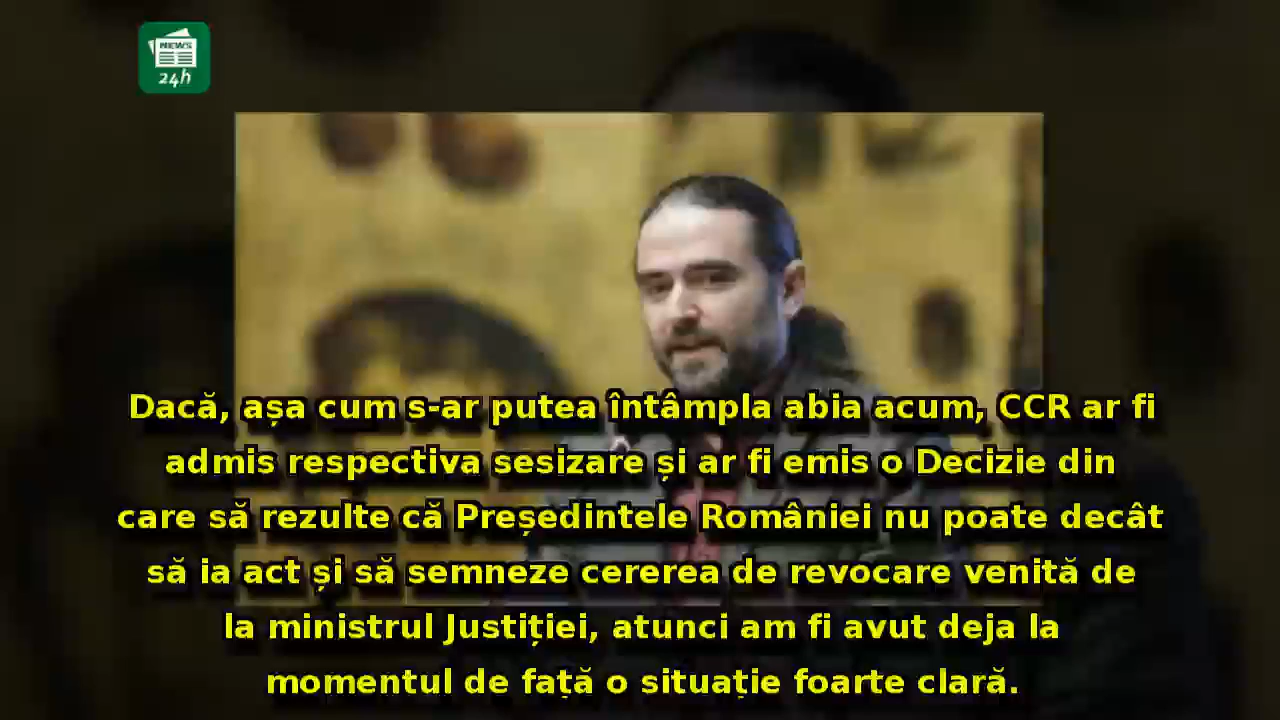 NEWS
24h
Dacă, așa cum s-ar putea întâmpla abia acum, CCR ar fi
admis respectiva sesizare și ar fi emis o Decizie din
care să rezulte că Președintele României nu poate decât
să ia act și să semneze cererea de revocare venită de
la ministrul Justiției, atunci am fi avut deja la
momentul de față o situație foarte clară.